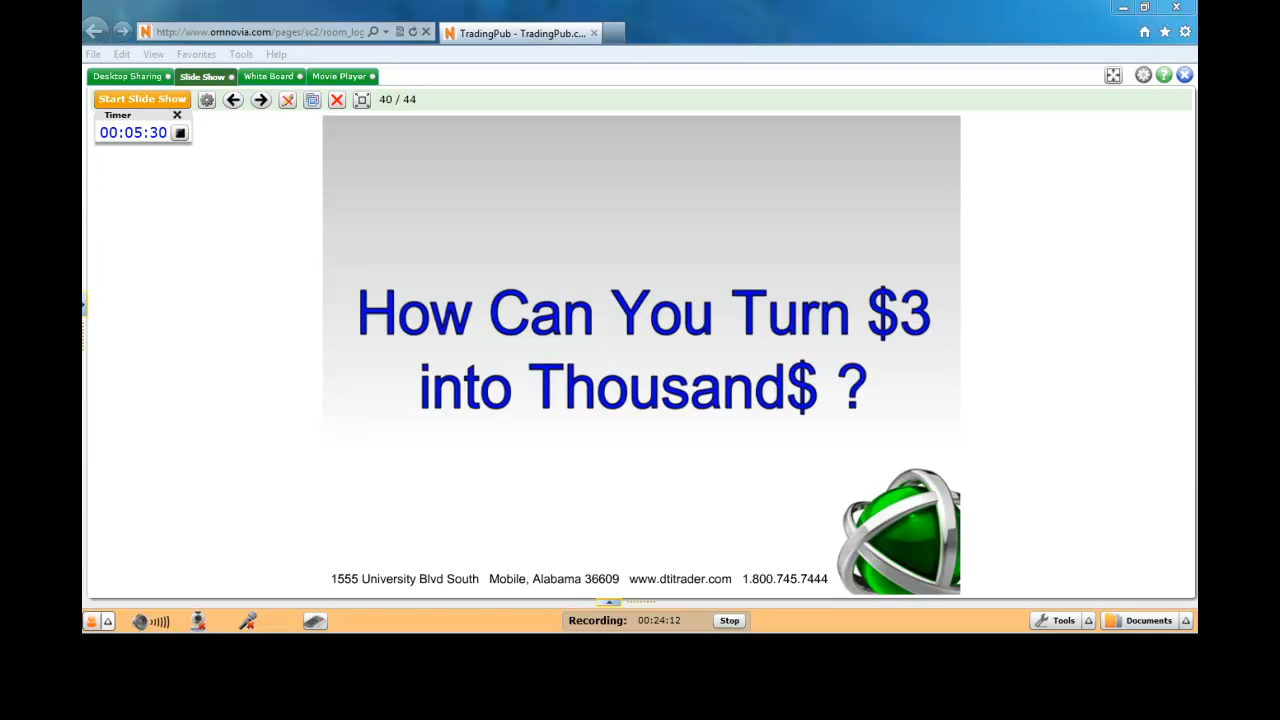 http://www.omnovia.com/pages/sc2/room_log
TradingPub - TradingPub.c...
File Edit View Favorites Tools Help
Desktop Sharing Slide Show White Board Movie Player
Start Slide Show 40 / 44
Timer
00:05:30
How Can You Turn $3
into Thousand$ ?
1555 University Blvd South Mobile, Alabama 36609 www.dtitrader.com 1.800.745.7444
Recording: 00:24:12 Stop Tools Documents